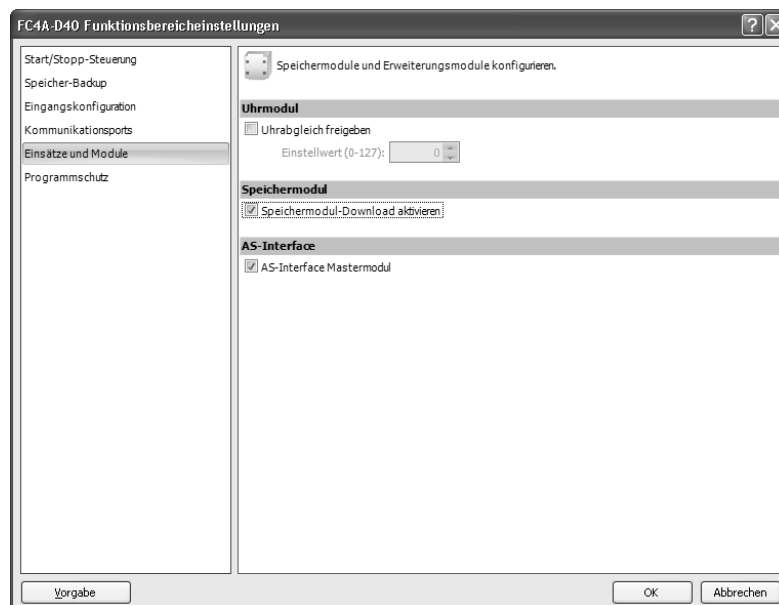 FC4A-D40 Funktionsbereicheinstellungen
Start/Stopp-Steuerung
Speicher-Backup
Eingangskonfiguration
Kommunikationsports
Einsätze und Module
Programmschutz
Speichermodule und Erweiterungsmodule konfigurieren.
Uhrmodul
Uhrabgleich freigeben
Einstellwert (0-127): 0
Speichermodul
Speichermodul-Download aktivieren
AS-Interface
AS-Interface Mastermodul
Vorgabe
OK
Abbrechen